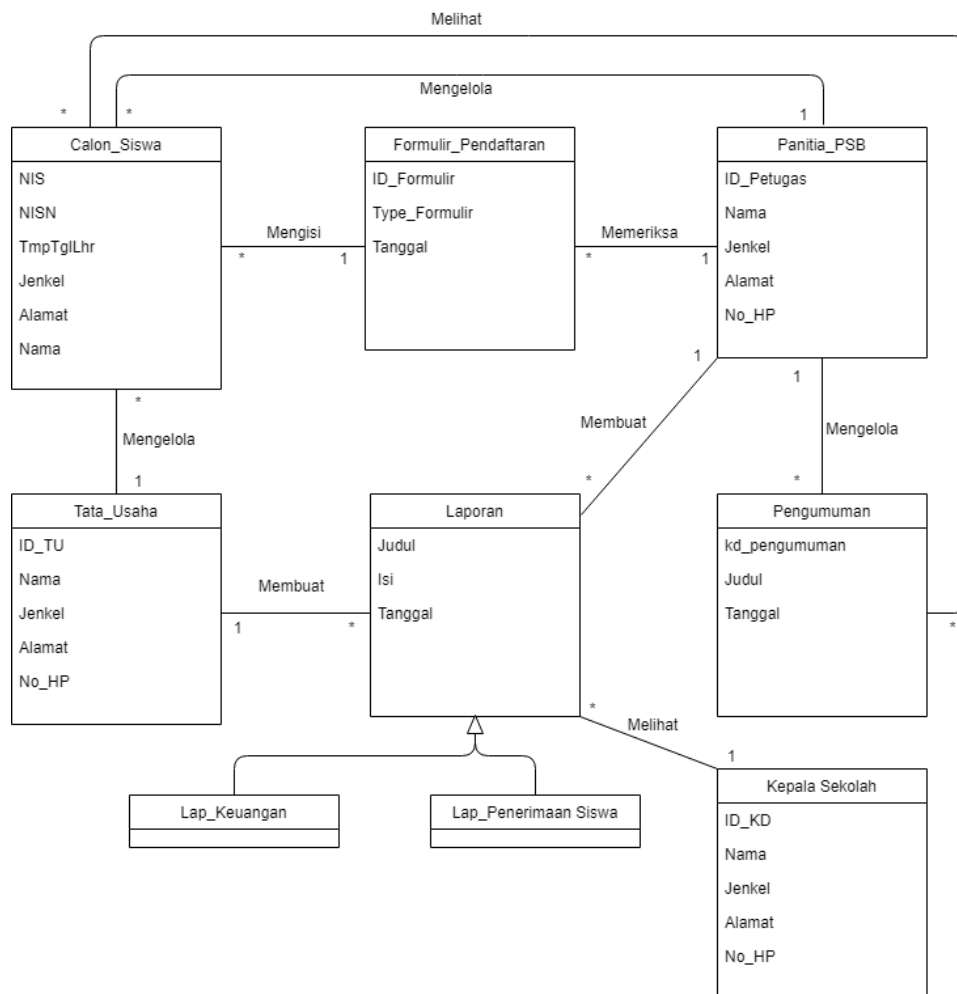 Melihat
Mengelola
* * 1
Calon_Siswa
NIS
NISN
TmpTglLhr
Jenkel
Alamat
Nama
Mengisi
* 1
Formulir_Pendaftaran
ID_Formulir
Type_Formulir
Tanggal
Memeriksa
* 1
Panitia_PSB
ID_Petugas
Nama
Jenkel
Alamat
No_HP
*
Mengelola
1
1
Membuat
*
1
Mengelola
*
Tata_Usaha
ID_TU
Nama
Jenkel
Alamat
No_HP
Membuat
1 *
Laporan
Judul
Isi
Tanggal
Pengumuman
kd_pengumuman
Judul
Tanggal
*
*
Melihat
1
Lap_Keuangan
Lap_Penerimaan Siswa
Kepala Sekolah
ID_KD
Nama
Jenkel
Alamat
No_HP